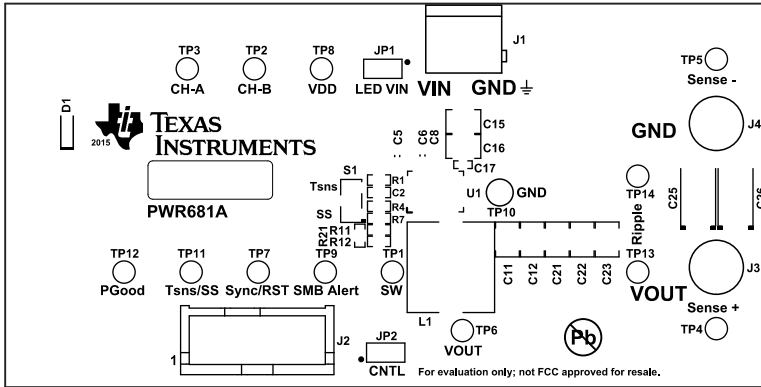 TP3
TP2
TP8
JP1
J1
TP5
CH-A
CH-B
VDD
LED VIN
VIN
GND
Sense -
D1
2015
TEXAS
INSTRUMENTS
C5
C6
C8
C15
C16
C17
GND
J4
S1
Tsns
SS
R1
C2
R4
R7
R21
R11
R12
U1
GND
TP10
TP14
Ripple
C25
C26
PWR681A
TP12
TP11
TP7
TP9
TP1
TP13
PGood
Tsns/SS
Sync/RST
SMB Alert
SW
C11
C12
C21
C22
C23
VOUT
J3
Sense +
L1
TP6
VOUT
TP4
1
J2
JP2
CNTL
Pb
For evaluation only; not FCC approved for resale.